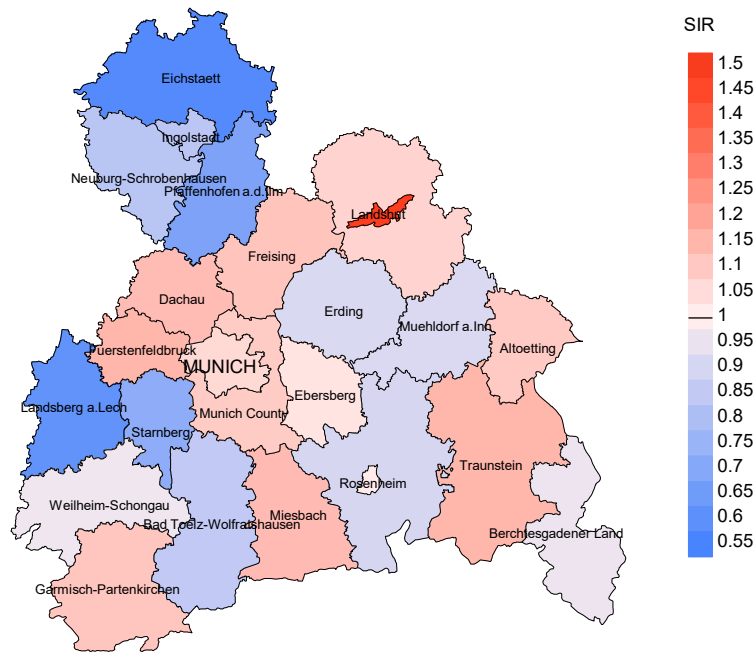 SIR
Eichstaett
Ingolstadt
Neuburg-Schrobenhausen
Pfaffenhofen a.d.Ilm
Landshut
Freising
Dachau
Erding
Muehldorf a.Inn
Altoetting
Fuerstenfeldbruck
MUNICH
Ebersberg
Landsberg a.Lech
Munich County
Starnberg
Traunstein
Rosenheim
Weilheim-Schongau
Miesbach
Bad Toelz-Wolfratshausen
Berchtesgadener Land
Garmisch-Partenkirchen
1.5
1.45
1.4
1.35
1.3
1.25
1.2
1.15
1.1
1.05
1
0.95
0.9
0.85
0.8
0.75
0.7
0.65
0.6
0.55